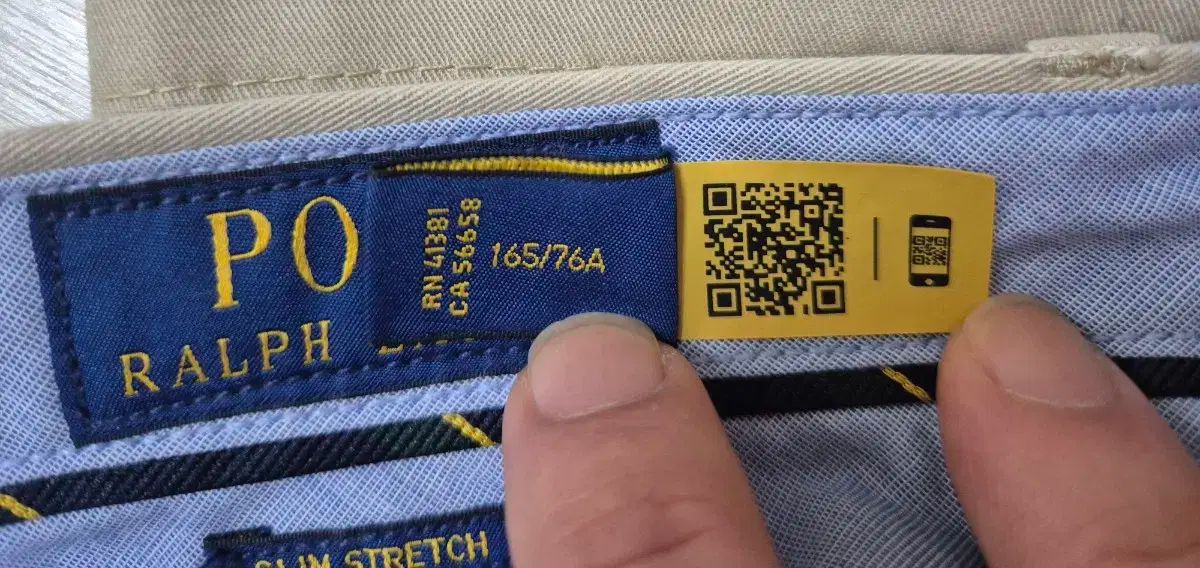 PO
RALPH
RN 41381
CA 56658
165/76A
SLIM STRETCH